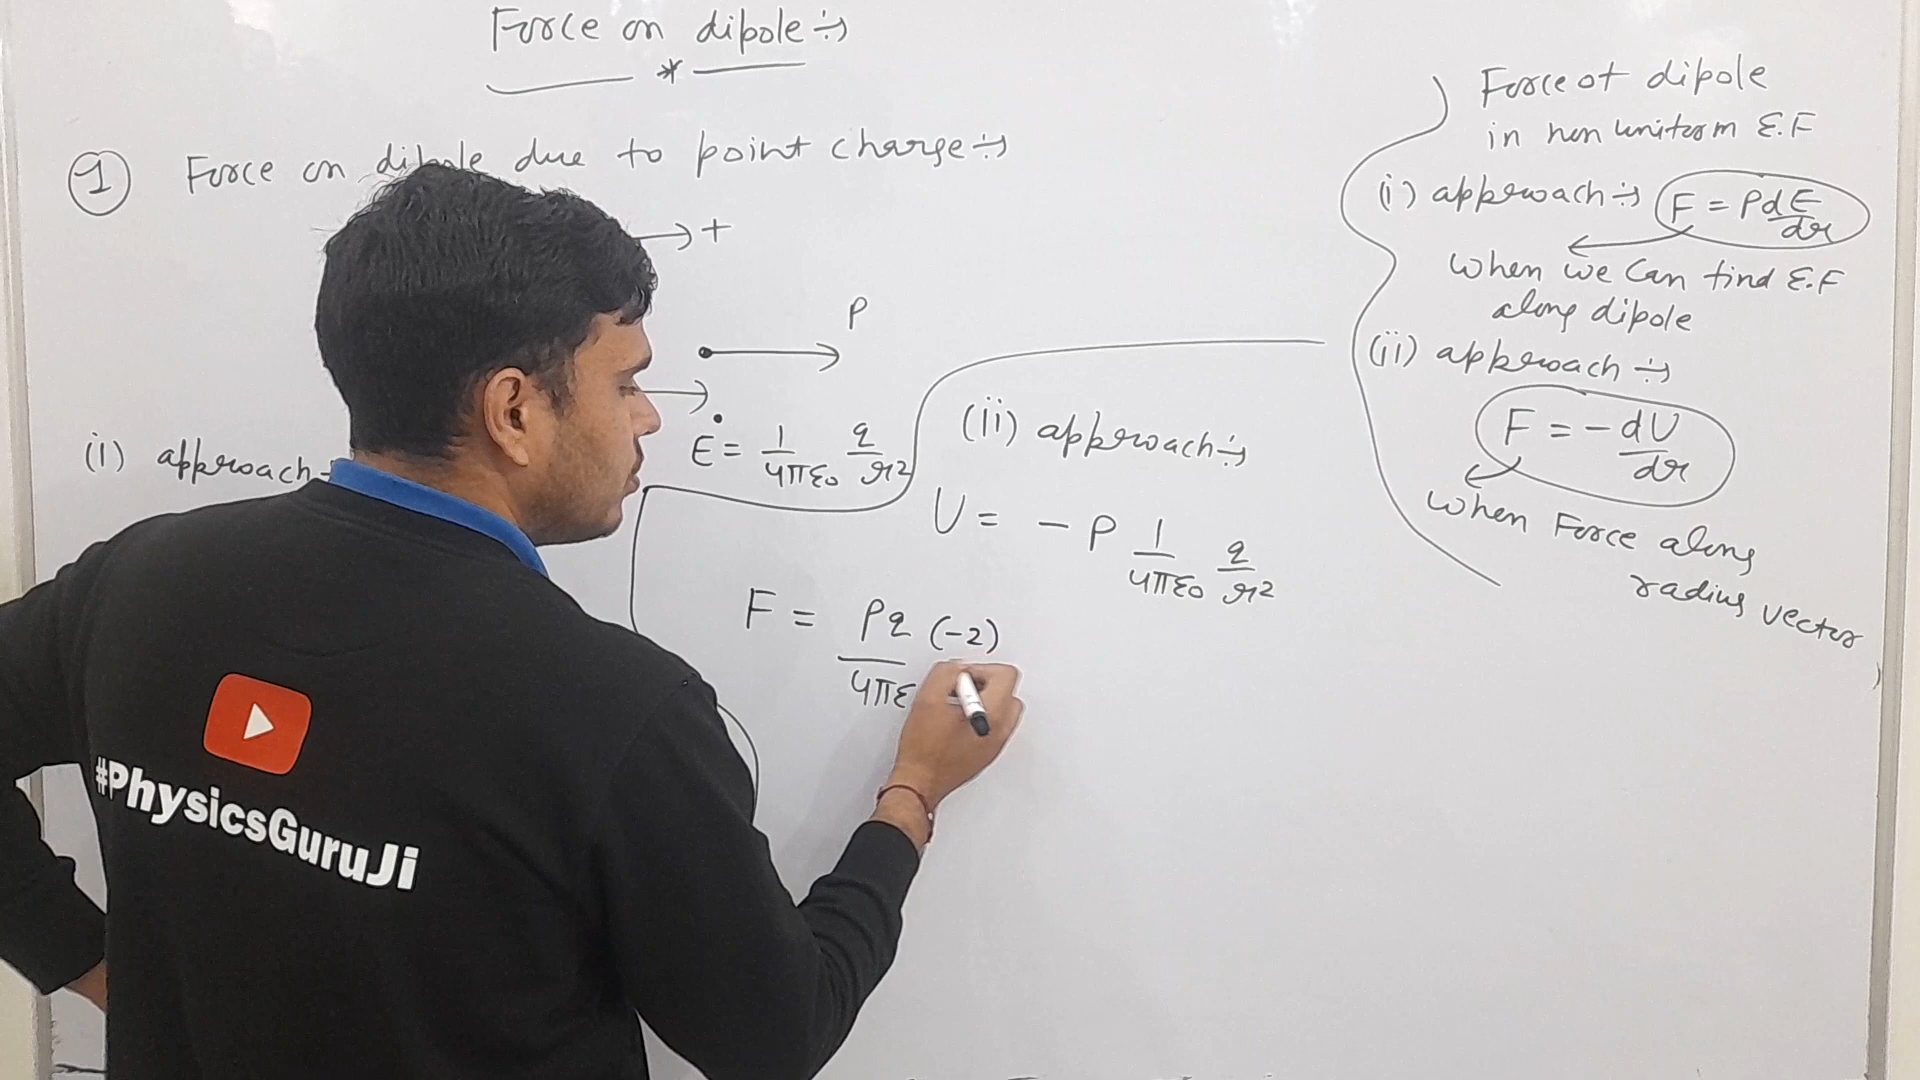 Force on dipole :→
*
① Force on dipole due to point charge :→
→ +
P
(i) approach
E = 1/4πε0 q/r²
(ii) approach :→
U = - P 1/4πε0 q/r²
F = Pq (-2)
4πε
Force of dipole
in non uniform E.F
(i) approach :→ F = P dE/dr
When we can find E.F
along dipole
(ii) approach :→
F = - dU/dr
When Force along
radius vector
#PhysicsGuruJi